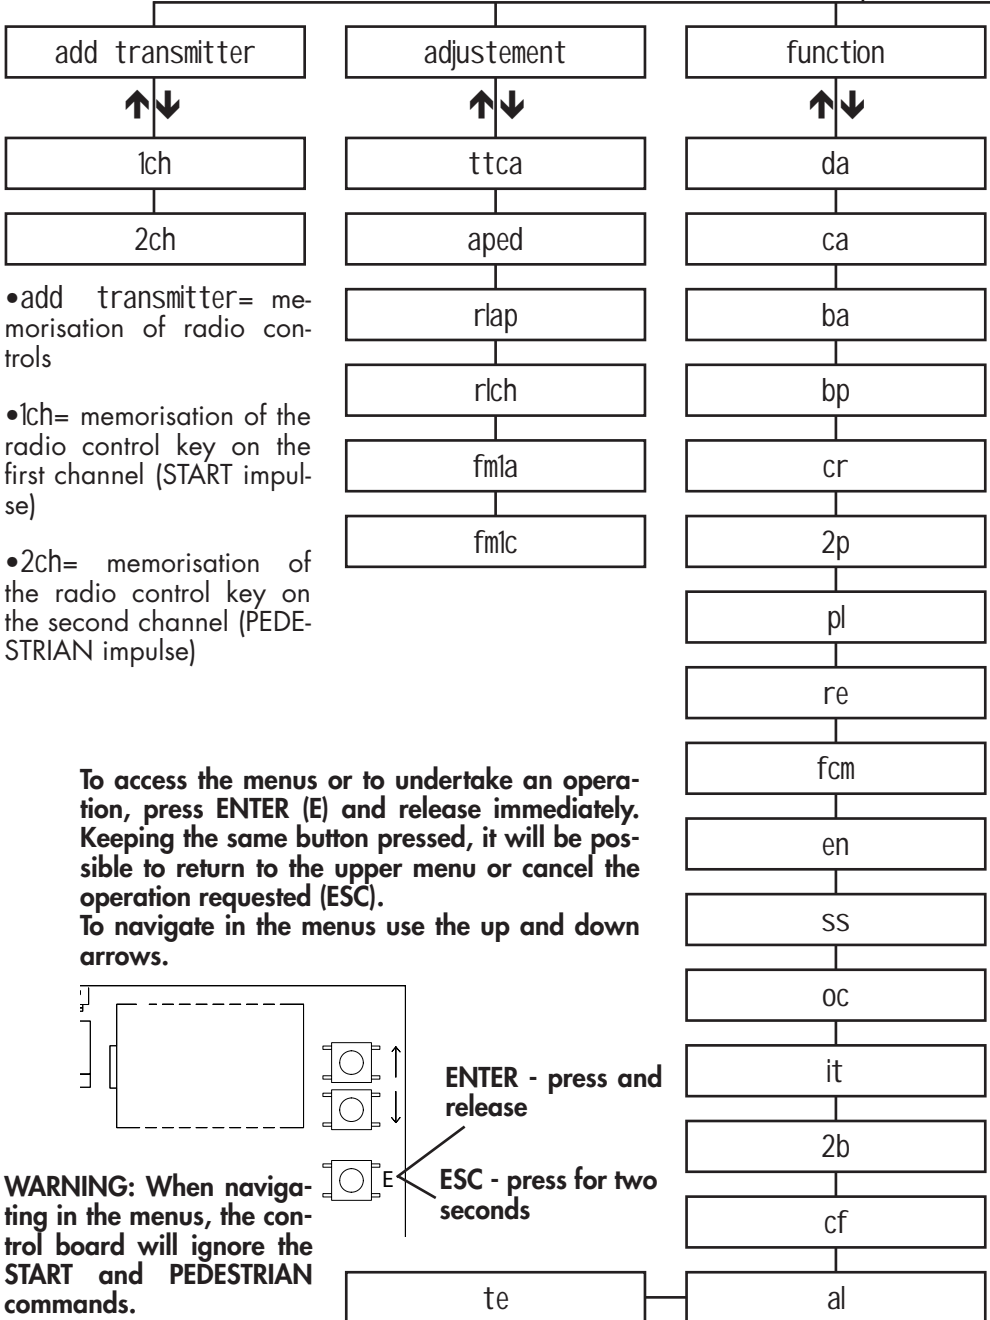 add transmitter
1ch
2ch
•add transmitter= me-
morisation of radio con-
trols
•1ch= memorisation of the
radio control key on the
first channel (START impul-
se)
•2ch= memorisation of
the radio control key on
the second channel (PEDE-
STRIAN impulse)
adjustement
ttca
aped
rlap
rlch
fm1a
fm1c
function
da
ca
ba
bp
cr
2p
pl
re
fcm
en
ss
oc
it
2b
cf
al
te
To access the menus or to undertake an opera-
tion, press ENTER (E) and release immediately.
Keeping the same button pressed, it will be pos-
sible to return to the upper menu or cancel the
operation requested (ESC).
To navigate in the menus use the up and down
arrows.
ENTER - press and
release
E
ESC - press for two
seconds
WARNING: When naviga-
ting in the menus, the con-
trol board will ignore the
START and PEDESTRIAN
commands.